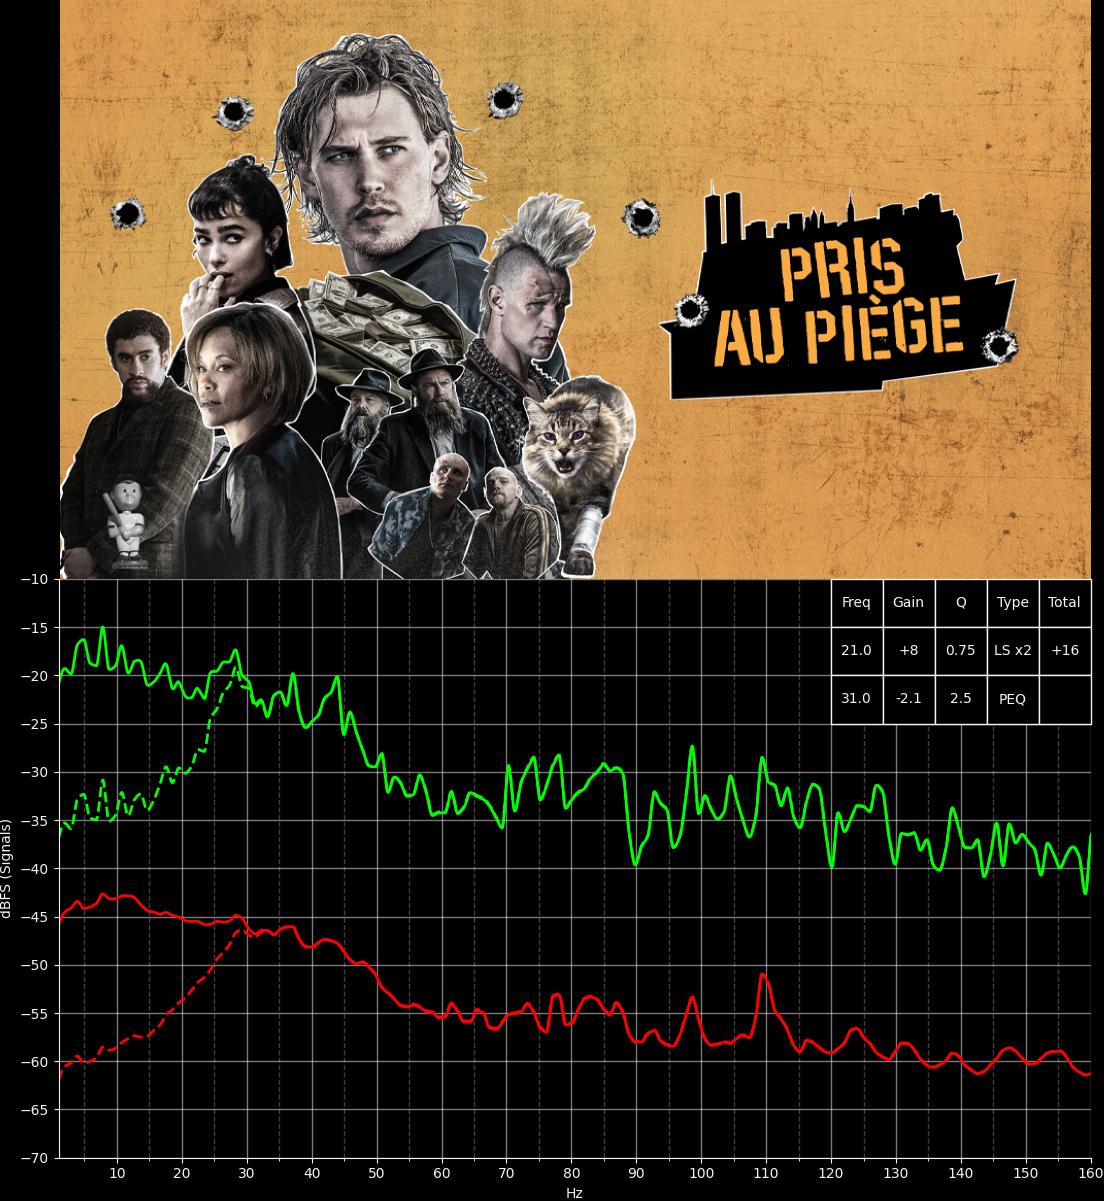 PRIS
AU PIÈGE
Freq Gain Q Type Total
21.0 +8 0.75 LS x2 +16
31.0 -2.1 2.5 PEQ
−10
−15
−20
−25
−30
−35
−40
−45
−50
−55
−60
−65
−70
dBFS (Signals)
10 20 30 40 50 60 70 80 90 100 110 120 130 140 150 160
Hz